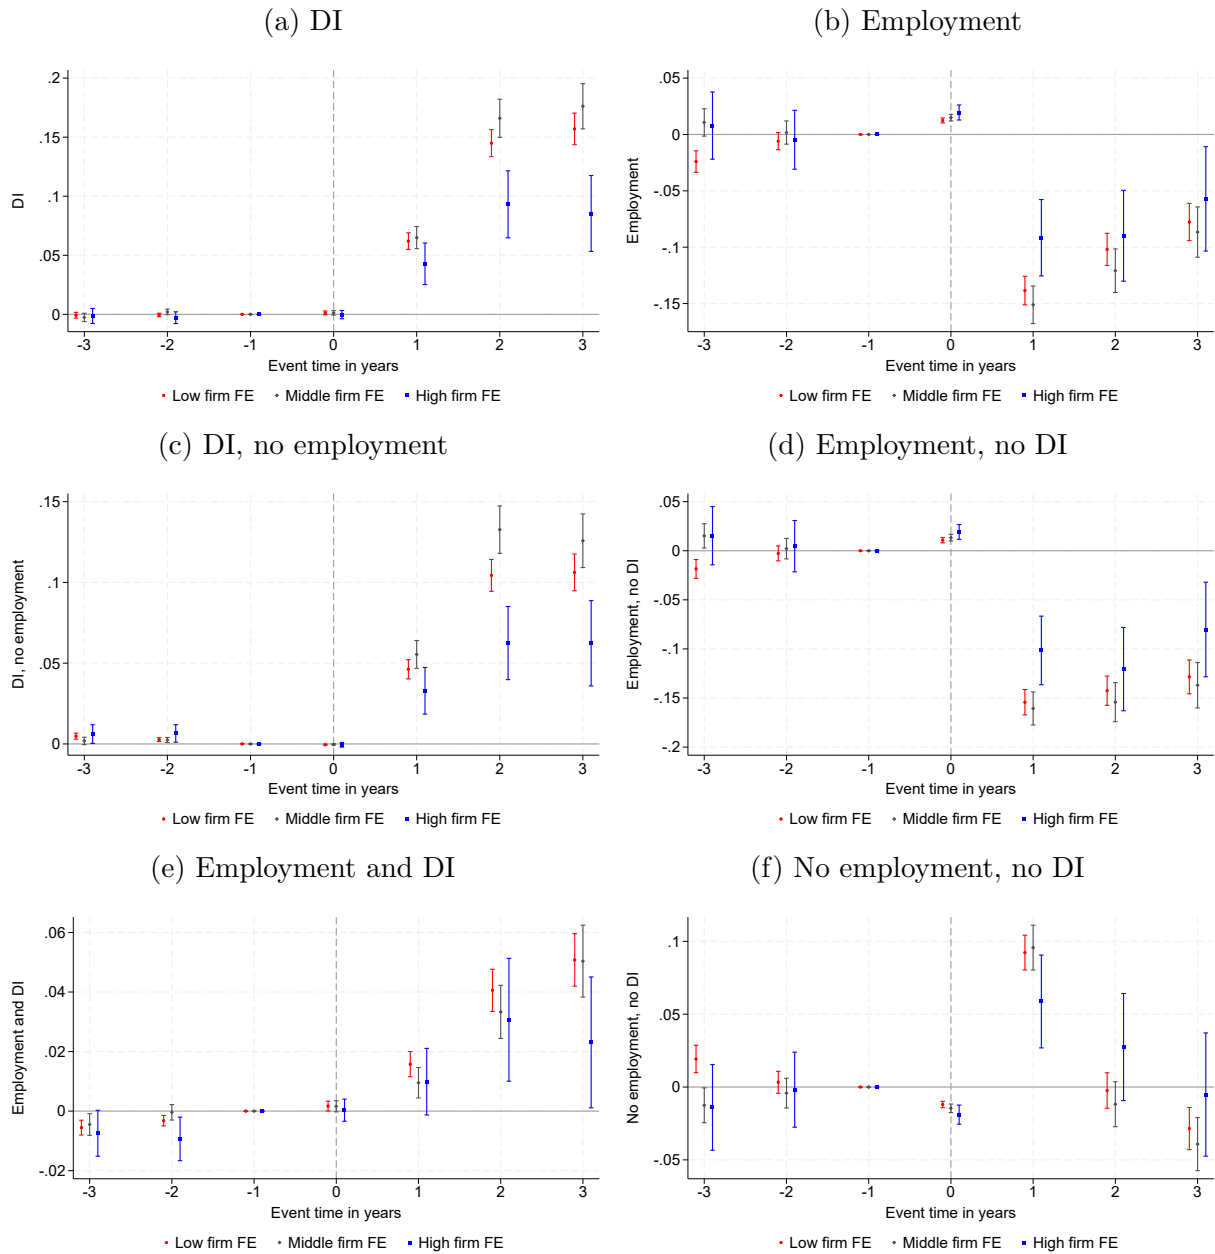 (a) DI
.2
.15
.1
.05
0
DI
-3 -2 -1 0 1 2 3
Event time in years
Low firm FE Middle firm FE High firm FE
(b) Employment
.05
0
-.05
-.1
-.15
Employment
-3 -2 -1 0 1 2 3
Event time in years
Low firm FE Middle firm FE High firm FE
(c) DI, no employment
.15
.1
.05
0
DI, no employment
-3 -2 -1 0 1 2 3
Event time in years
Low firm FE Middle firm FE High firm FE
(d) Employment, no DI
.05
0
-.05
-.1
-.15
-.2
Employment, no DI
-3 -2 -1 0 1 2 3
Event time in years
Low firm FE Middle firm FE High firm FE
(e) Employment and DI
.06
.04
.02
0
-.02
Employment and DI
-3 -2 -1 0 1 2 3
Event time in years
Low firm FE Middle firm FE High firm FE
(f) No employment, no DI
.1
.05
0
-.05
No employment, no DI
-3 -2 -1 0 1 2 3
Event time in years
Low firm FE Middle firm FE High firm FE